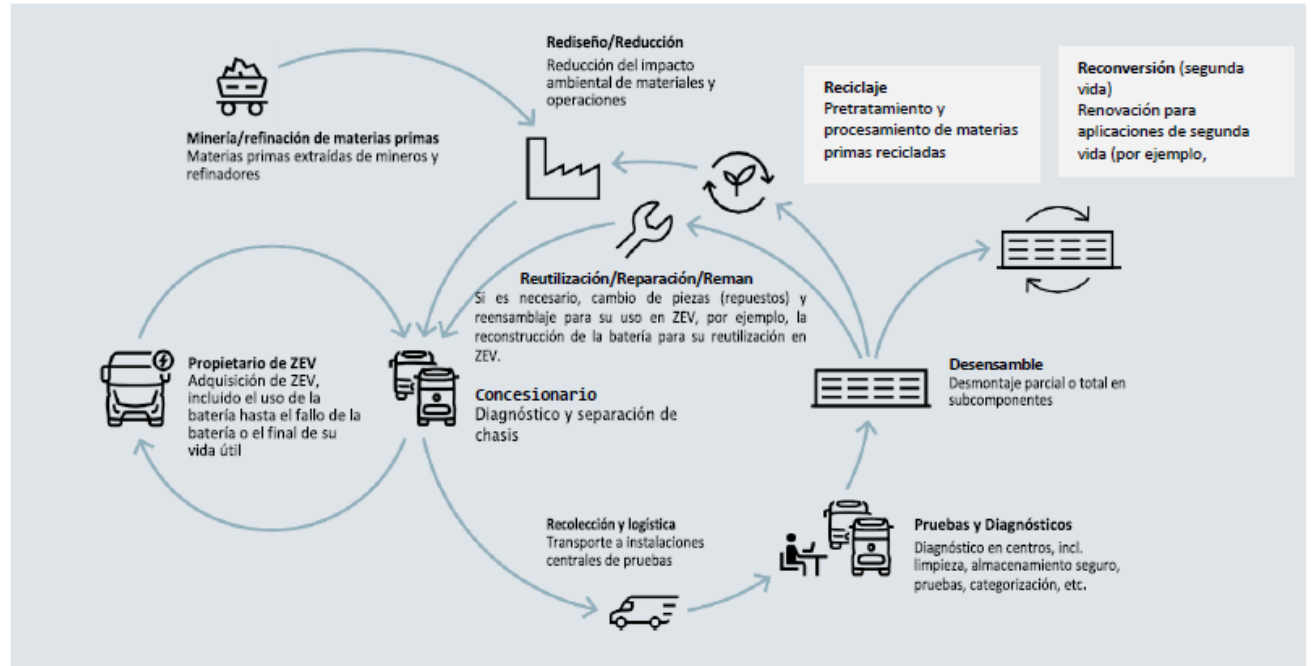 Rediseño/Reducción
Reducción del impacto
ambiental de materiales y
operaciones
Minería/refinación de materias primas
Materias primas extraídas de mineros y
refinadores
Reciclaje
Pretratamiento y
procesamiento de materias
primas recicladas
Reconversión (segunda
vida)
Renovación para
aplicaciones de segunda
vida (por ejemplo,
Reutilización/Reparación/Reman
Si es necesario, cambio de piezas (repuestos) y
reensamblaje para su uso en ZEV, por ejemplo, la
reconstrucción de la batería para su reutilización en
ZEV.
Propietario de ZEV
Adquisición de ZEV,
incluido el uso de la
batería hasta el fallo de la
batería o el final de su
vida útil
Concesionario
Diagnóstico y separación de
chasis
Desensamble
Desmontaje parcial o total en
subcomponentes
Recolección y logística
Transporte a instalaciones
centrales de pruebas
Pruebas y Diagnósticos
Diagnóstico en centros, incl.
limpieza, almacenamiento seguro,
pruebas, categorización, etc.